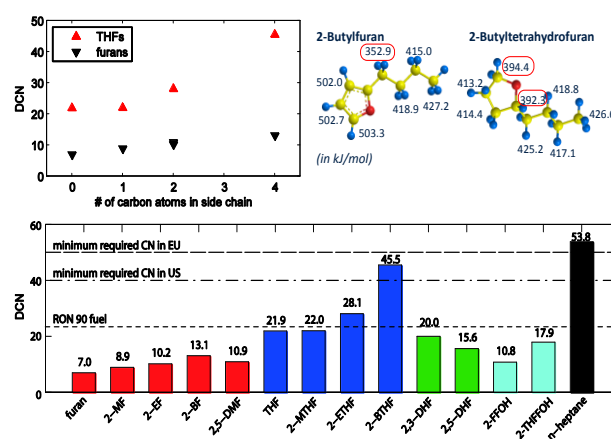 50
40
30
20
10
0
DCN
THFs
furans
0
1
2
3
4
# of carbon atoms in side chain
2-Butylfuran
352.9
415.0
502.0
502.7
503.3
418.9
427.2
(in kJ/mol)
2-Butyltetrahydrofuran
394.4
413.2
392.3
418.8
414.4
426.0
425.2
417.1
60
40
20
0
DCN
minimum required CN in EU
minimum required CN in US
RON 90 fuel
7.0
8.9
10.2
13.1
10.9
21.9
22.0
28.1
45.5
20.0
15.6
10.8
17.9
53.8
furan
2−MF
2−EF
2−BF
2,5−DMF
THF
2−MTHF
2−ETHF
2−BTHF
2,3−DHF
2,5−DHF
2−FFOH
2−THFFOH
n−heptane